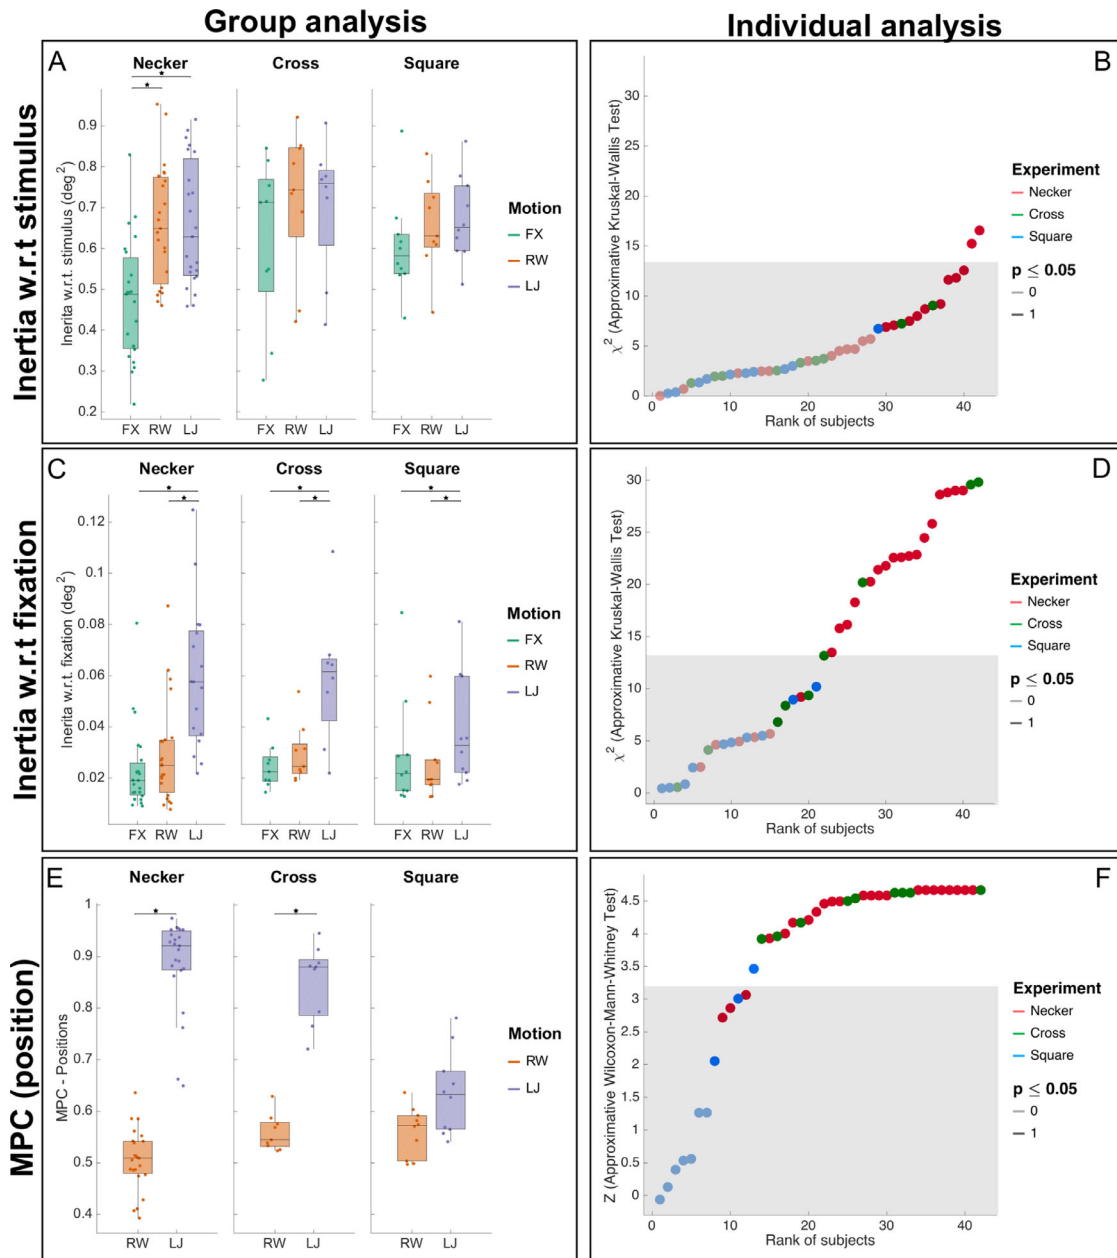 Group analysis
Individual analysis
Inertia w.r.t stimulus
A
Necker
Cross
Square
Inerita w.r.t. stimulus (deg²)
0.9
0.8
0.7
0.6
0.5
0.4
0.3
0.2
FX RW LJ
FX RW LJ
FX RW LJ
Motion
FX
RW
LJ
B
χ² (Approximative Kruskal-Wallis Test)
30
25
20
15
10
5
0
0 10 20 30 40
Rank of subjects
Experiment
Necker
Cross
Square
p ≤ 0.05
0
1
Inertia w.r.t fixation
C
Necker
Cross
Square
Inerita w.r.t. fixation (deg²)
0.12
0.1
0.08
0.06
0.04
0.02
FX RW LJ
FX RW LJ
FX RW LJ
Motion
FX
RW
LJ
D
χ² (Approximative Kruskal-Wallis Test)
30
25
20
15
10
5
0
0 10 20 30 40
Rank of subjects
Experiment
Necker
Cross
Square
p ≤ 0.05
0
1
MPC (position)
E
Necker
Cross
Square
MPC - Positions
1
0.9
0.8
0.7
0.6
0.5
0.4
RW LJ
RW LJ
RW LJ
Motion
RW
LJ
F
Z (Approximative Wilcoxon-Mann-Whitney Test)
4.5
4
3.5
3
2.5
2
1.5
1
0.5
0
0 10 20 30 40
Rank of subjects
Experiment
Necker
Cross
Square
p ≤ 0.05
0
1